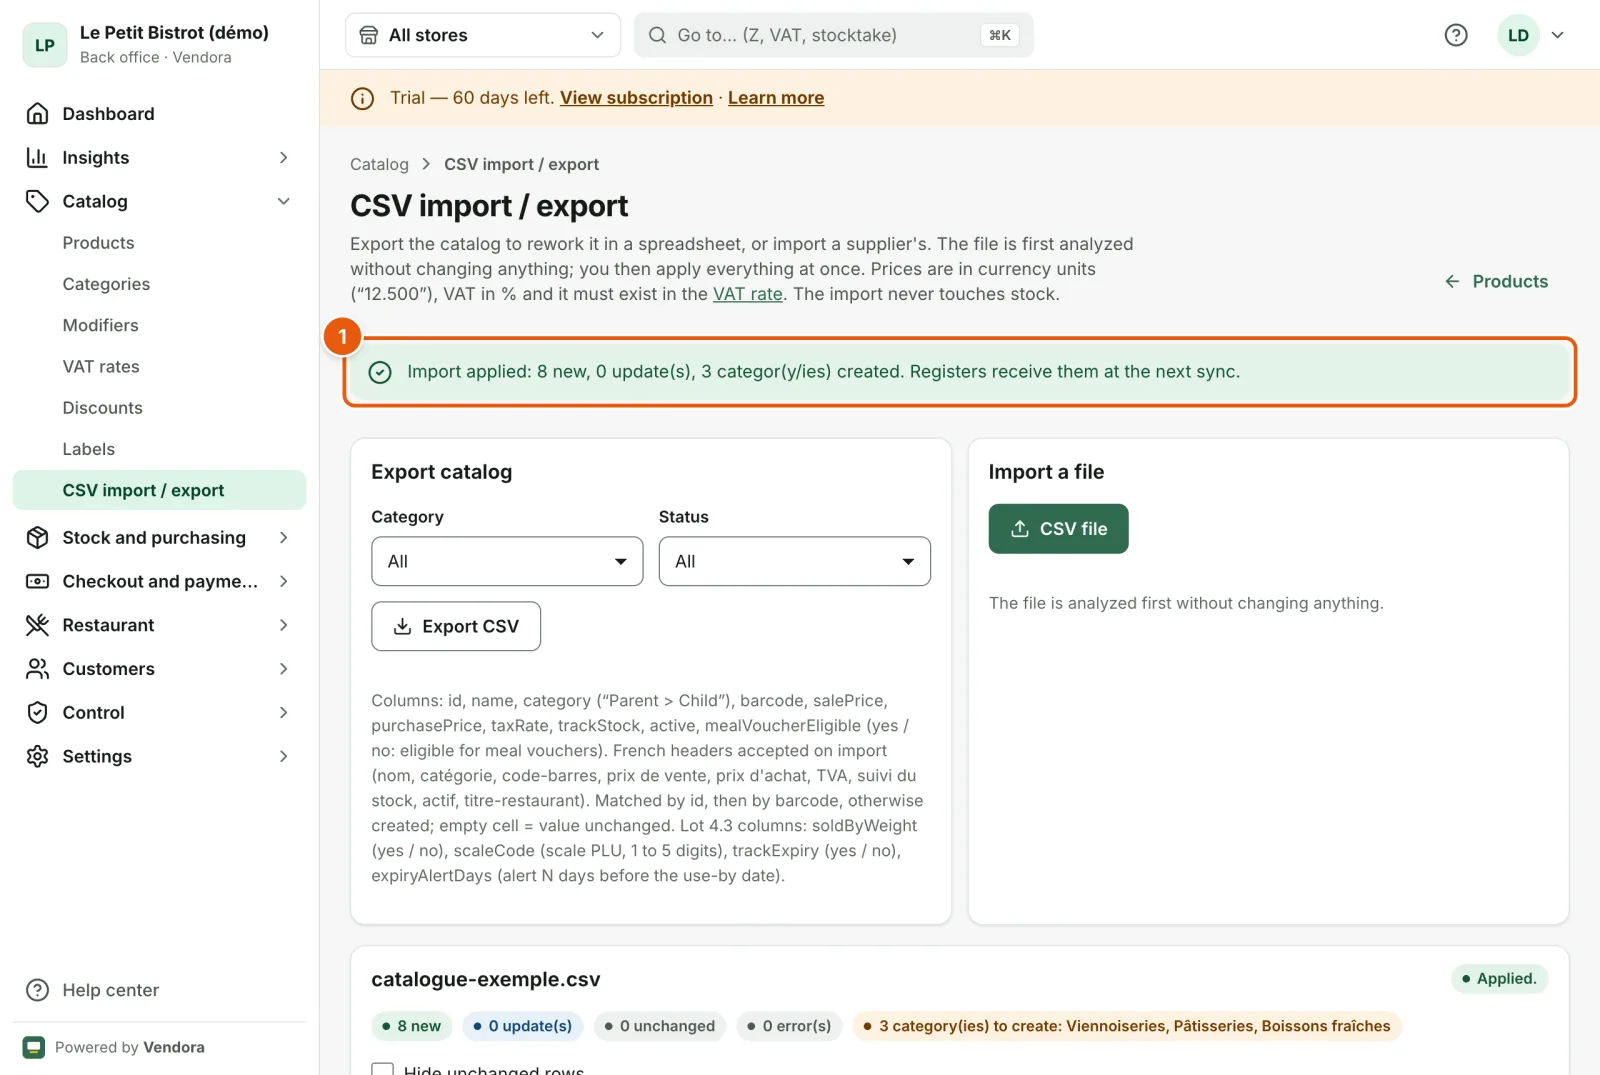 LP
Le Petit Bistrot (démo)
Back office · Vendora
Dashboard
Insights
Catalog
Products
Categories
Modifiers
VAT rates
Discounts
Labels
CSV import / export
Stock and purchasing
Checkout and payme...
Restaurant
Customers
Control
Settings
Help center
Powered by Vendora
All stores
Go to... (Z, VAT, stocktake)
⌘K
LD
Trial — 60 days left. View subscription · Learn more
Catalog > CSV import / export
CSV import / export
Export the catalog to rework it in a spreadsheet, or import a supplier's. The file is first analyzed
without changing anything; you then apply everything at once. Prices are in currency units
(“12.500”), VAT in % and it must exist in the VAT rate. The import never touches stock.
← Products
1
Import applied: 8 new, 0 update(s), 3 categor(y/ies) created. Registers receive them at the next sync.
Export catalog
Category
Status
All
All
Export CSV
Columns: id, name, category (“Parent > Child”), barcode, salePrice,
purchasePrice, taxRate, trackStock, active, mealVoucherEligible (yes /
no: eligible for meal vouchers). French headers accepted on import
(nom, catégorie, code-barres, prix de vente, prix d'achat, TVA, suivi du
stock, actif, titre-restaurant). Matched by id, then by barcode, otherwise
created; empty cell = value unchanged. Lot 4.3 columns: soldByWeight
(yes / no), scaleCode (scale PLU, 1 to 5 digits), trackExpiry (yes / no),
expiryAlertDays (alert N days before the use-by date).
Import a file
CSV file
The file is analyzed first without changing anything.
catalogue-exemple.csv
Applied.
8 new
0 update(s)
0 unchanged
0 error(s)
3 category(ies) to create: Viennoiseries, Pâtisseries, Boissons fraîches
Hide unchanged rows